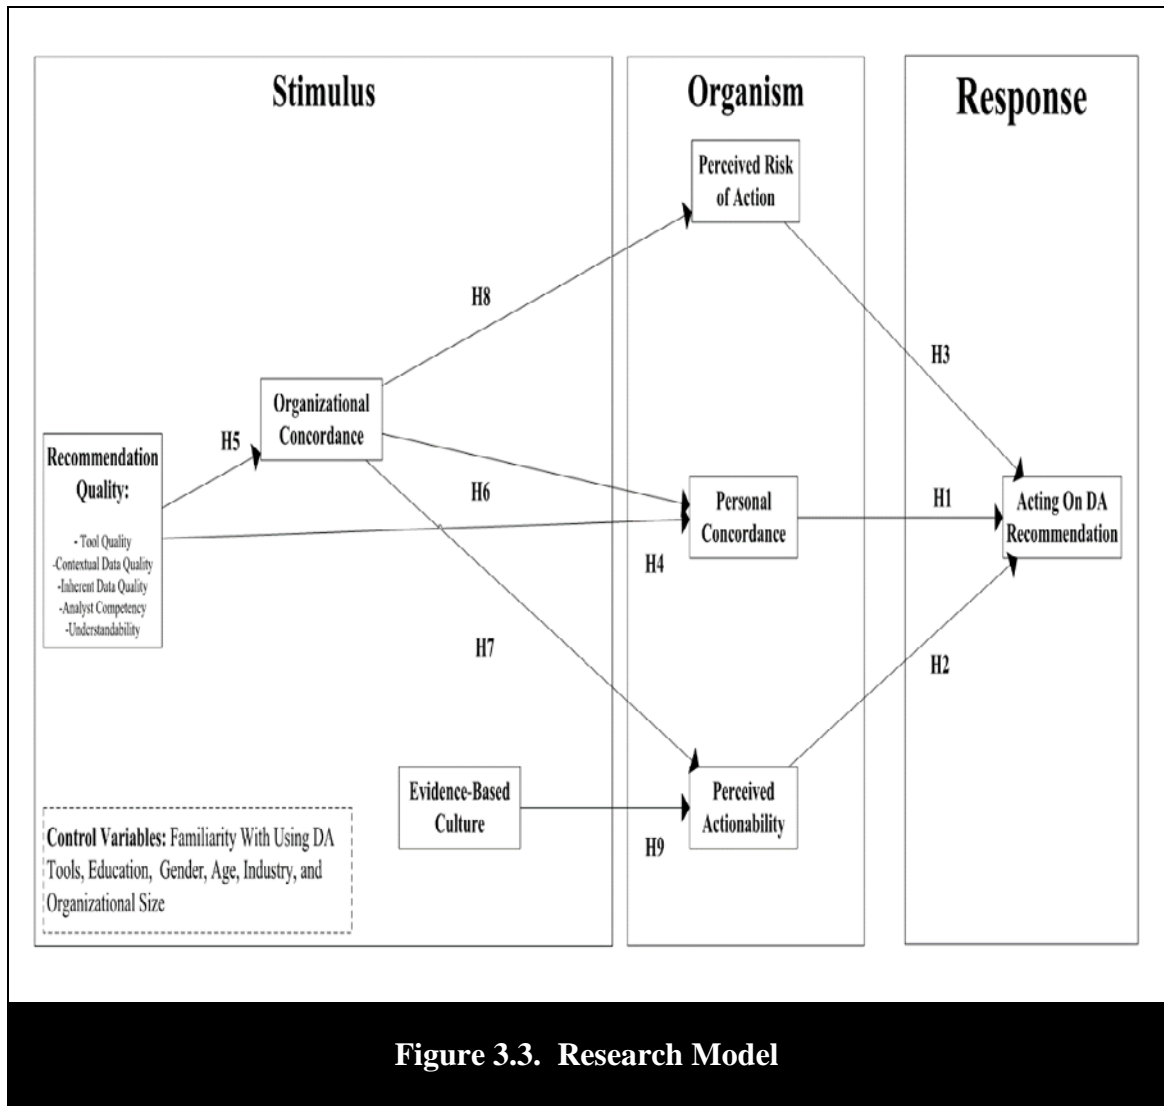 Stimulus
Organism
Response
Perceived Risk
of Action
H8
H3
Organizational
Concordance
H5
Recommendation
Quality:
- Tool Quality
-Contextual Data Quality
-Inherent Data Quality
-Analyst Competency
-Understandability
H6
Personal
Concordance
H1
Acting On DA
Recommendation
H4
H7
H2
Evidence-Based
Culture
Perceived
Actionability
H9
Control Variables: Familiarity With Using DA
Tools, Education, Gender, Age, Industry, and
Organizational Size
Figure 3.3. Research Model